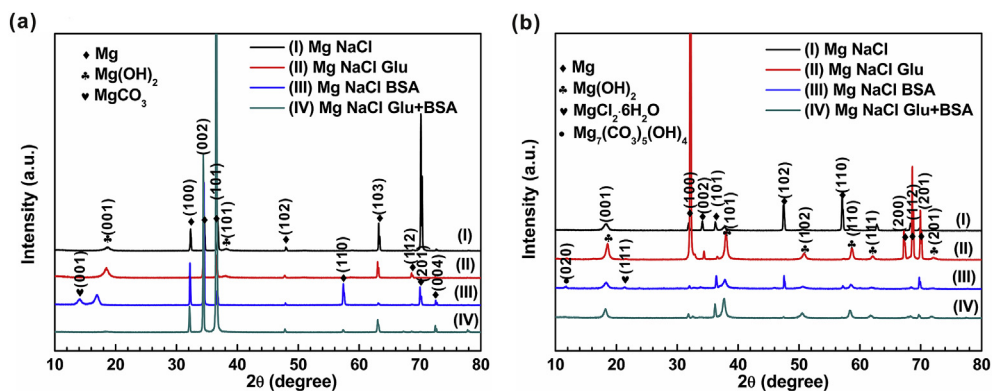 (a)
Intensity (a.u.)
♦ Mg
♣ Mg(OH)₂
♥ MgCO₃
(I) Mg NaCl
(II) Mg NaCl Glu
(III) Mg NaCl BSA
(IV) Mg NaCl Glu+BSA
(001)
(001)
(100)
(002)
(101)
(101)
(102)
(110)
(103)
(112)
(201)
(004)
(I)
(II)
(III)
(IV)
10 20 30 40 50 60 70 80
2θ (degree)
(b)
Intensity (a.u.)
♦ Mg
♣ Mg(OH)₂
♥ MgCl₂·6H₂O
● Mg₇(CO₃)₅(OH)₄
(I) Mg NaCl
(II) Mg NaCl Glu
(III) Mg NaCl BSA
(IV) Mg NaCl Glu+BSA
(020)
(001)
(111)
(100)
(002)
(101)
(101)
(102)
(102)
(110)
(110)
(111)
(200)
(112)
(201)
(201)
(I)
(II)
(III)
(IV)
10 20 30 40 50 60 70 80
2θ (degree)